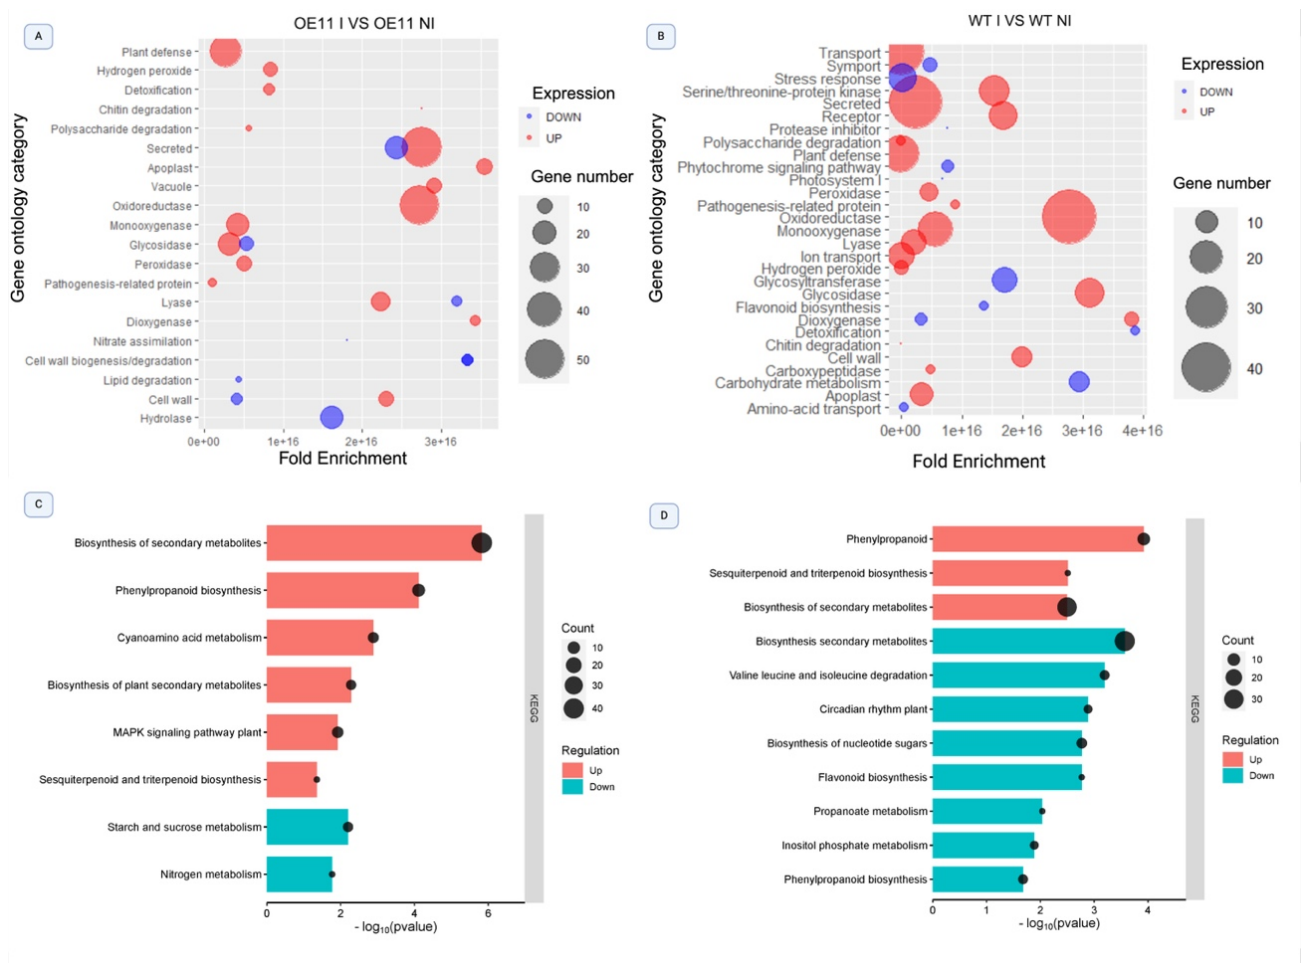 A
OE11 I VS OE11 NI
Gene ontology category
Plant defense
Hydrogen peroxide
Detoxification
Chitin degradation
Polysaccharide degradation
Secreted
Apoplast
Vacuole
Oxidoreductase
Monooxygenase
Glycosidase
Peroxidase
Pathogenesis-related protein
Lyase
Dioxygenase
Nitrate assimilation
Cell wall biogenesis/degradation
Lipid degradation
Cell wall
Hydrolase
0e+00 1e+16 2e+16 3e+16
Fold Enrichment
Expression
DOWN
UP
Gene number
10
20
30
40
50
B
WT I VS WT NI
Gene ontology category
Transport
Symport
Stress response
Serine/threonine-protein kinase
Secreted
Receptor
Protease inhibitor
Polysaccharide degradation
Plant defense
Phytochrome signaling pathway
Photosystem I
Peroxidase
Pathogenesis-related protein
Oxidoreductase
Monooxygenase
Lyase
Ion transport
Hydrogen peroxide
Glycosyltransferase
Glycosidase
Flavonoid biosynthesis
Dioxygenase
Detoxification
Chitin degradation
Cell wall
Carboxypeptidase
Carbohydrate metabolism
Apoplast
Amino-acid transport
0e+00 1e+16 2e+16 3e+16 4e+16
Fold Enrichment
Expression
DOWN
UP
Gene number
10
20
30
40
C
Biosynthesis of secondary metabolites
Phenylpropanoid biosynthesis
Cyanoamino acid metabolism
Biosynthesis of plant secondary metabolites
MAPK signaling pathway plant
Sesquiterpenoid and triterpenoid biosynthesis
Starch and sucrose metabolism
Nitrogen metabolism
0 2 4 6
- log10(pvalue)
KEGG
Count
10
20
30
40
Regulation
Up
Down
D
Phenylpropanoid
Sesquiterpenoid and triterpenoid biosynthesis
Biosynthesis of secondary metabolites
Biosynthesis secondary metabolites
Valine leucine and isoleucine degradation
Circadian rhythm plant
Biosynthesis of nucleotide sugars
Flavonoid biosynthesis
Propanoate metabolism
Inositol phosphate metabolism
Phenylpropanoid biosynthesis
0 1 2 3 4
- log10(pvalue)
KEGG
Count
10
20
30
Regulation
Up
Down